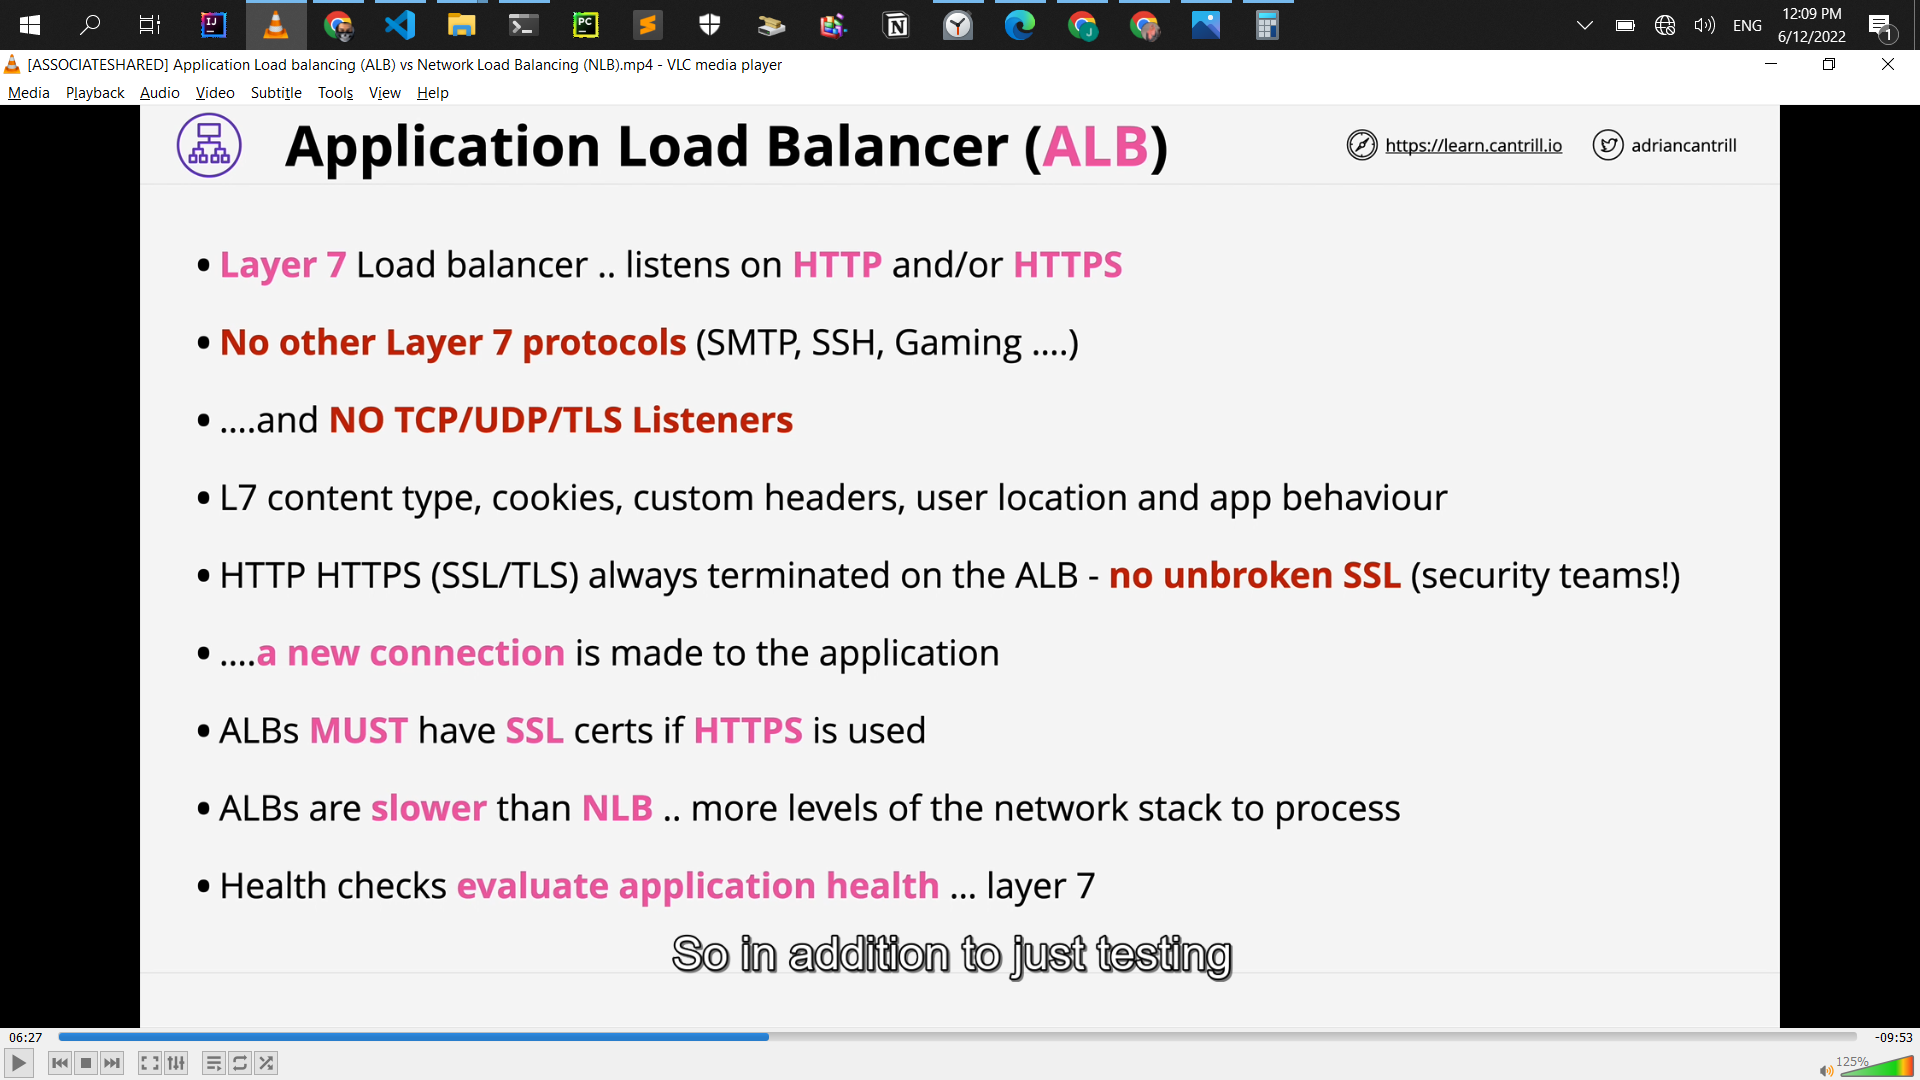 ENG
12:09 PM
6/12/2022
1
[ASSOCIATESHARED] Application Load balancing (ALB) vs Network Load Balancing (NLB).mp4 - VLC media player
Media Playback Audio Video Subtitle Tools View Help
Application Load Balancer (ALB)
https://learn.cantrill.io
adriancantrill
• Layer 7 Load balancer .. listens on HTTP and/or HTTPS
• No other Layer 7 protocols (SMTP, SSH, Gaming ....)
• ....and NO TCP/UDP/TLS Listeners
• L7 content type, cookies, custom headers, user location and app behaviour
• HTTP HTTPS (SSL/TLS) always terminated on the ALB - no unbroken SSL (security teams!)
• ....a new connection is made to the application
• ALBs MUST have SSL certs if HTTPS is used
• ALBs are slower than NLB .. more levels of the network stack to process
• Health checks evaluate application health ... layer 7
So in addition to just testing
06:27
-09:53
125%